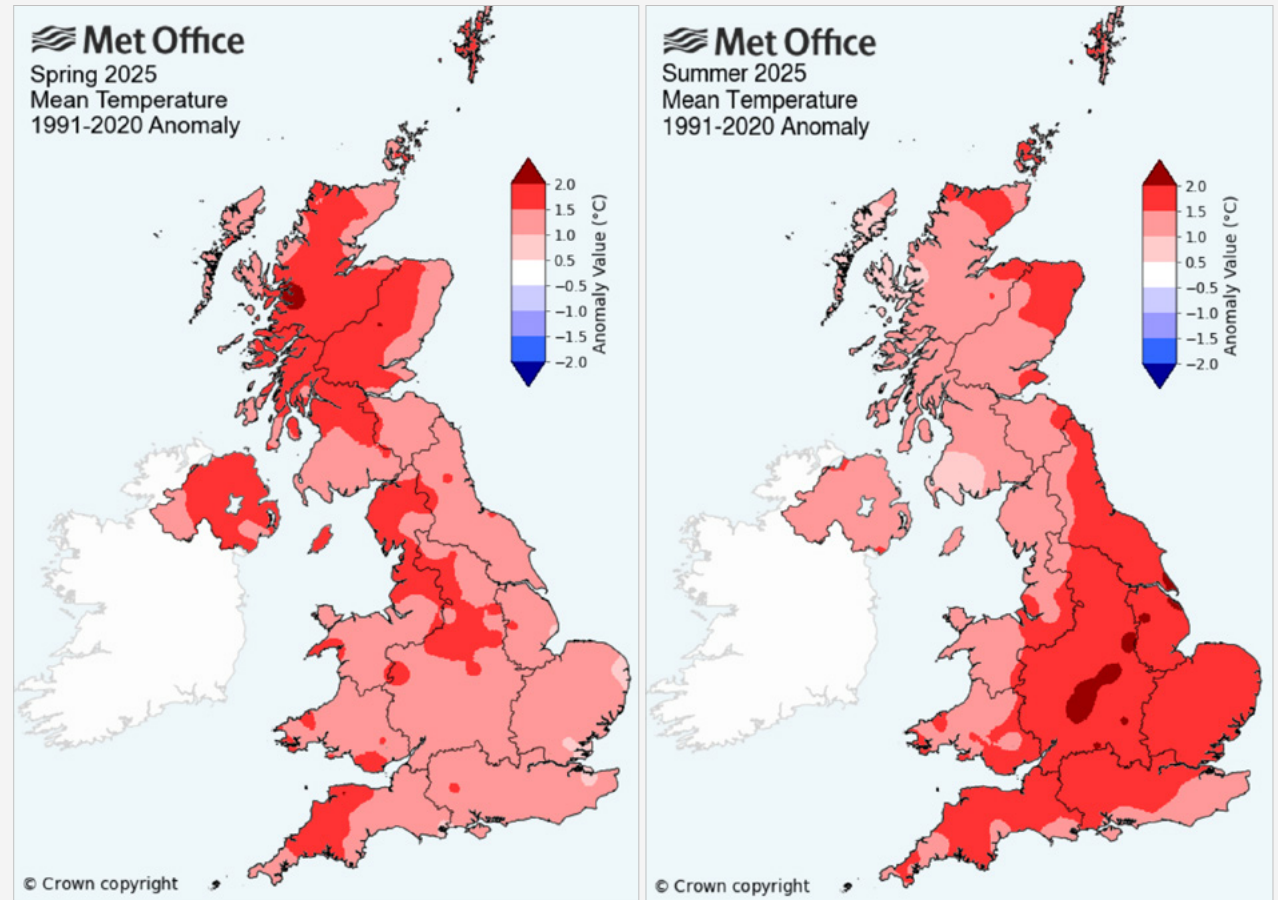 Met Office
Spring 2025
Mean Temperature
1991-2020 Anomaly
2.0
1.5
1.0
0.5
−0.5
−1.0
−1.5
−2.0
Anomaly Value (°C)
© Crown copyright
Met Office
Summer 2025
Mean Temperature
1991-2020 Anomaly
2.0
1.5
1.0
0.5
−0.5
−1.0
−1.5
−2.0
Anomaly Value (°C)
© Crown copyright